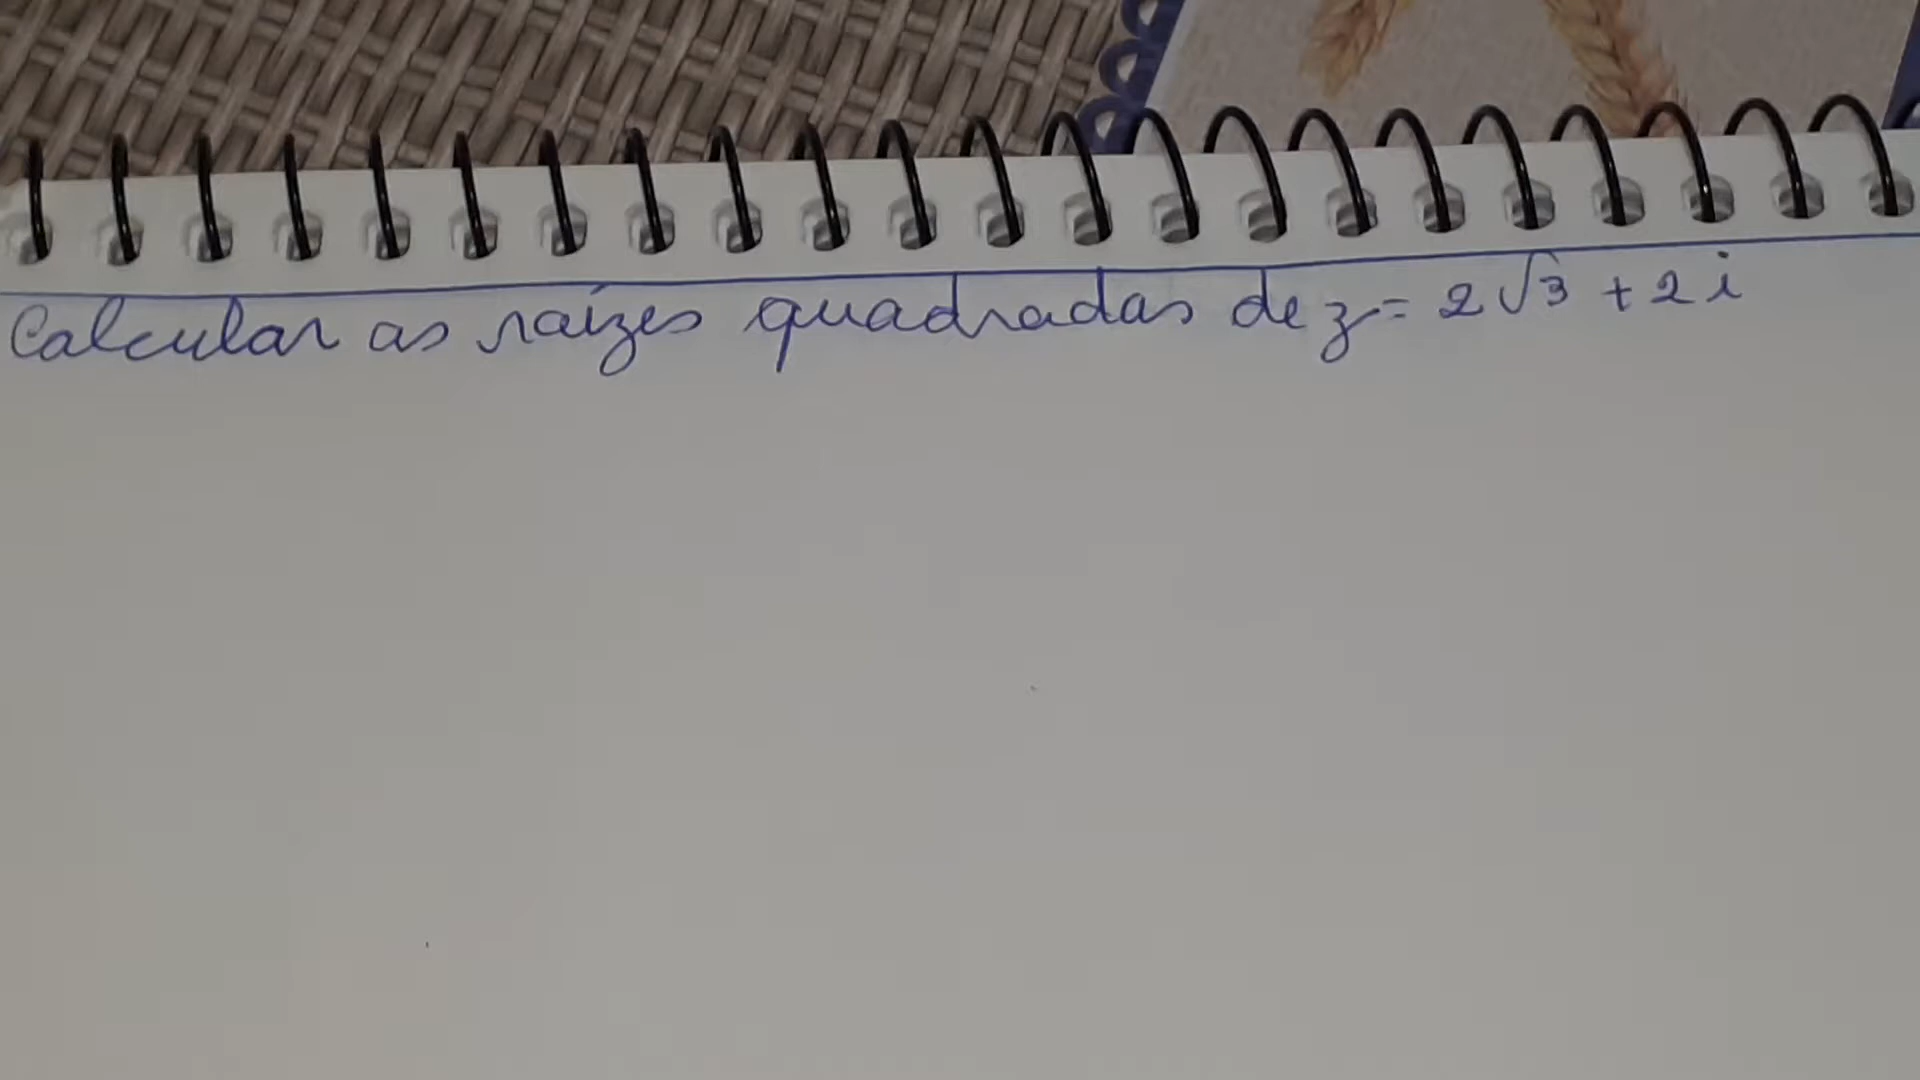 Calcular as raízes quadradas de z = 2√3 + 2i